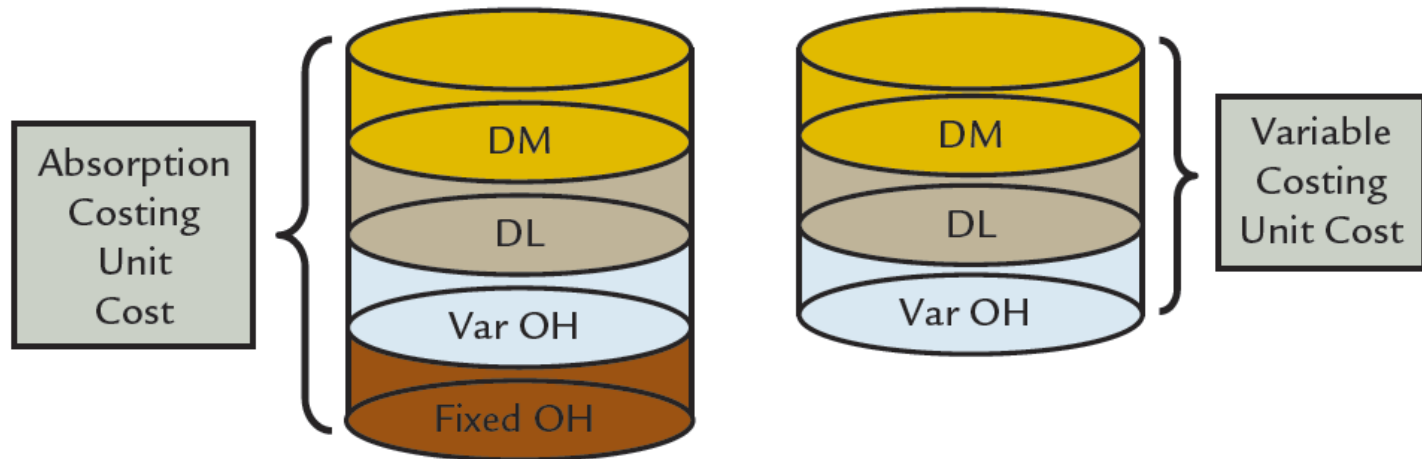 Absorption
Costing
Unit
Cost
DM
DL
Var OH
Fixed OH
DM
DL
Var OH
Variable
Costing
Unit Cost